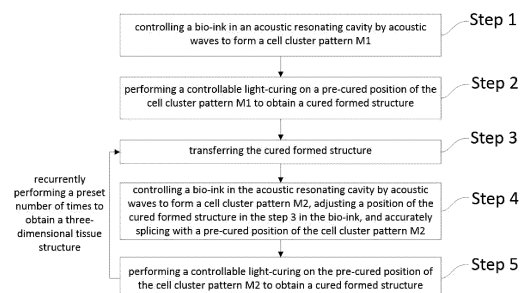 controlling a bio-ink in an acoustic resonating cavity by acoustic
waves to form a cell cluster pattern M1
Step 1
performing a controllable light-curing on a pre-cured position of the
cell cluster pattern M1 to obtain a cured formed structure
Step 2
transferring the cured formed structure
Step 3
recurrently
performing a preset
number of times to
obtain a three-
dimensional tissue
structure
controlling a bio-ink in the acoustic resonating cavity by acoustic
waves to form a cell cluster pattern M2, adjusting a position of the
cured formed structure in the step 3 in the bio-ink, and accurately
splicing with a pre-cured position of the cell cluster pattern M2
Step 4
performing a controllable light-curing on the pre-cured position of
the cell cluster pattern M2 to obtain a cured formed structure
Step 5